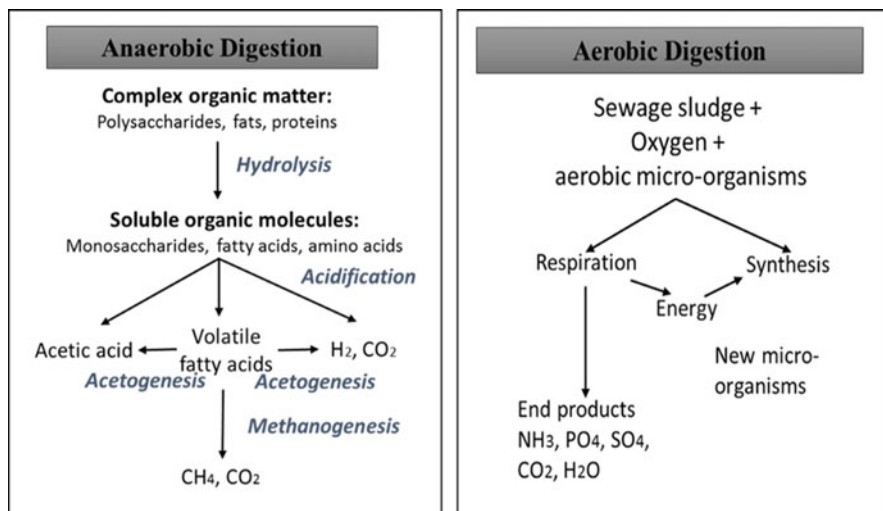 Anaerobic Digestion
Complex organic matter:
Polysaccharides, fats, proteins
Hydrolysis
Soluble organic molecules:
Monosaccharides, fatty acids, amino acids
Acidification
Acetic acid
Volatile
fatty acids
H₂, CO₂
Acetogenesis
Acetogenesis
Methanogenesis
CH₄, CO₂
Aerobic Digestion
Sewage sludge +
Oxygen +
aerobic micro-organisms
Respiration
Synthesis
Energy
New micro-
organisms
End products
NH₃, PO₄, SO₄,
CO₂, H₂O